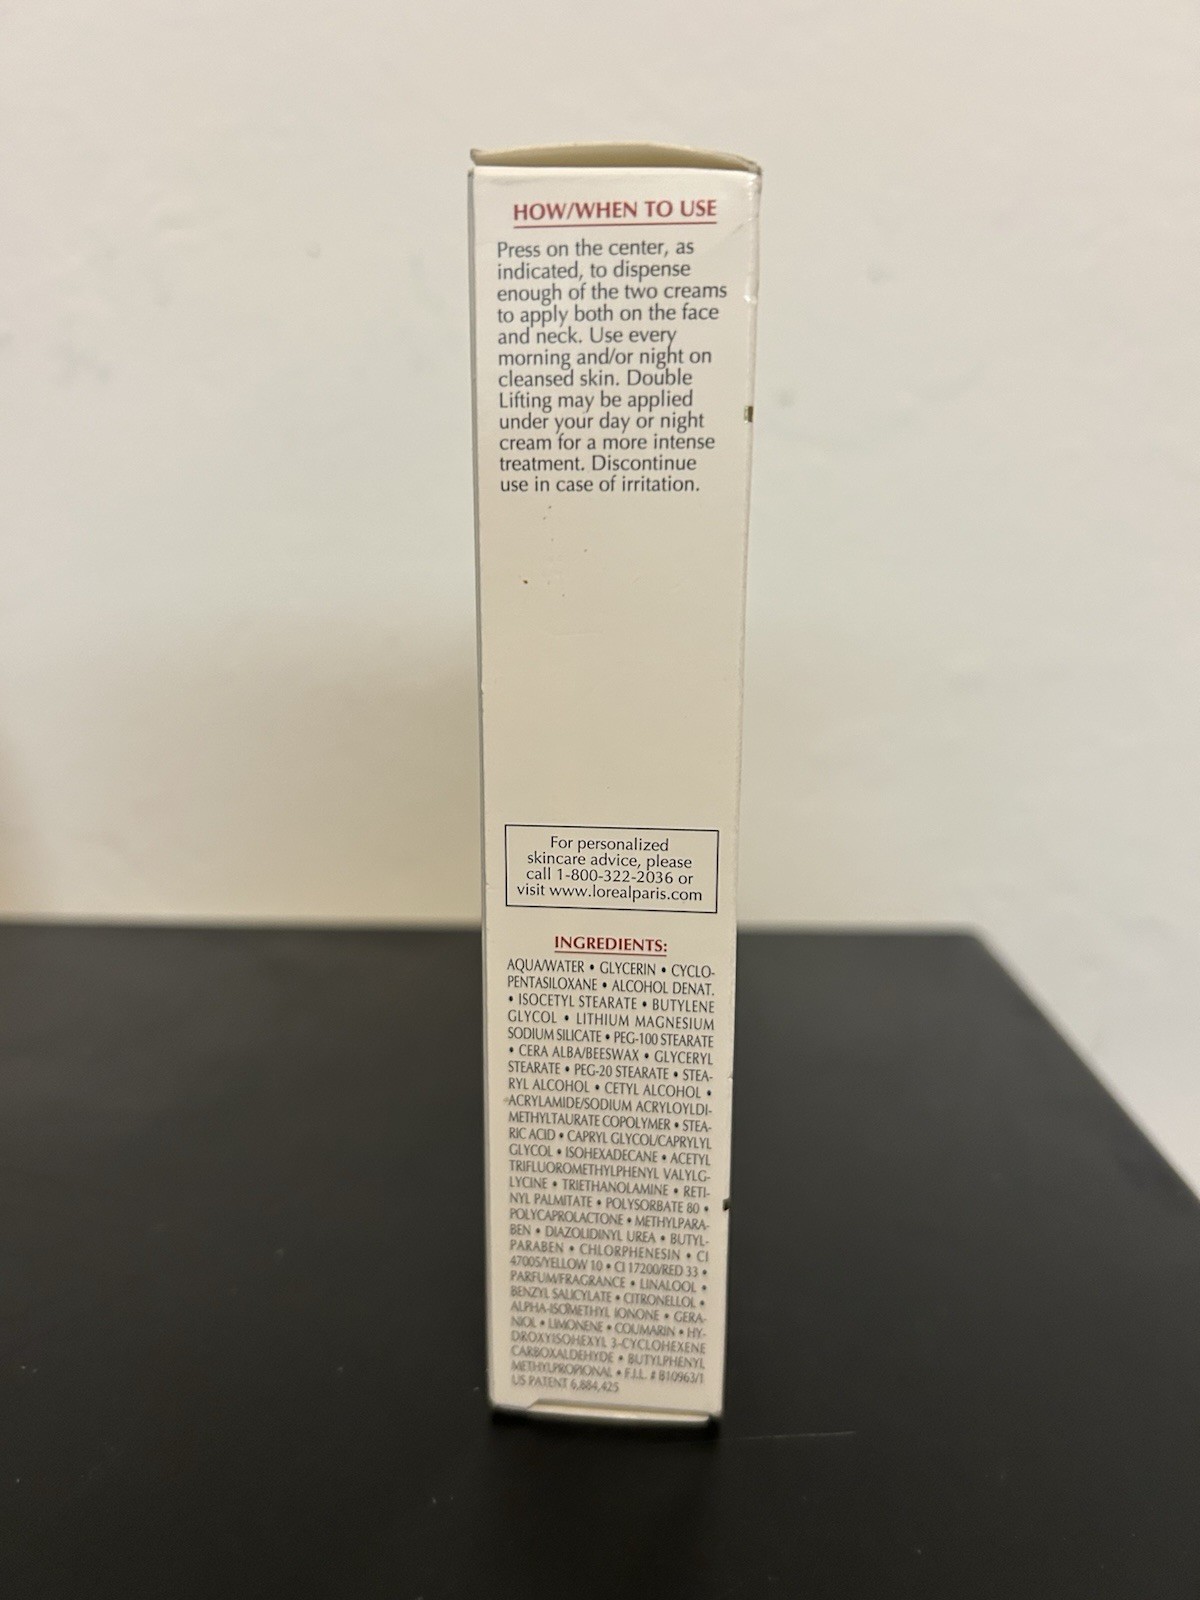 HOW/WHEN TO USE
Press on the center, as
indicated, to dispense
enough of the two creams
to apply both on the face
and neck. Use every
morning and/or night on
cleansed skin. Double
Lifting may be applied
under your day or night
cream for a more intense
treatment. Discontinue
use in case of irritation.
For personalized
skincare advice, please
call 1-800-322-2036 or
visit www.lorealparis.com
INGREDIENTS:
AQUA/WATER • GLYCERIN • CYCLO-
PENTASILOXANE • ALCOHOL DENAT.
• ISOCETYL STEARATE • BUTYLENE
GLYCOL • LITHIUM MAGNESIUM
SODIUM SILICATE • PEG-100 STEARATE
• CERA ALBA/BEESWAX • GLYCERYL
STEARATE • PEG-20 STEARATE • STEA-
RYL ALCOHOL • CETYL ALCOHOL •
ACRYLAMIDE/SODIUM ACRYLOYLDI-
METHYLTAURATE COPOLYMER • STEA-
RIC ACID • CAPRYL GLYCOL/CAPRYLYL
GLYCOL • ISOHEXADECANE • ACETYL
TRIFLUOROMETHYLPHENYL VALYLG-
LYCINE • TRIETHANOLAMINE • RETI-
NYL PALMITATE • POLYSORBATE 80 •
POLYCAPROLACTONE • METHYLPARA-
BEN • DIAZOLIDINYL UREA • BUTYL-
PARABEN • CHLORPHENESIN • CI
47005/YELLOW 10 • CI 17200/RED 33 •
PARFUM/FRAGRANCE • LINALOOL •
BENZYL SALICYLATE • CITRONELLOL •
ALPHA-ISOMETHYL IONONE • GERA-
NIOL • LIMONENE • COUMARIN • HY-
DROXYISOHEXYL 3-CYCLOHEXENE
CARBOXALDEHYDE • BUTYLPHENYL
METHYLPROPIONAL • F.I.L. # B10963/1
US PATENT 6,884,425